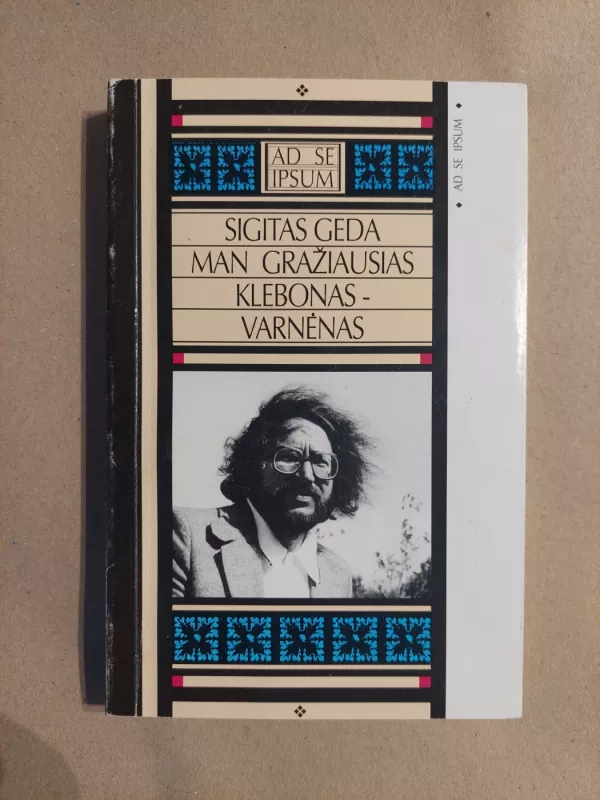 AD SE
IPSUM
SIGITAS GEDA
MAN GRAŽIAUSIAS
KLEBONAS -
VARNĖNAS
AD SE IPSUM